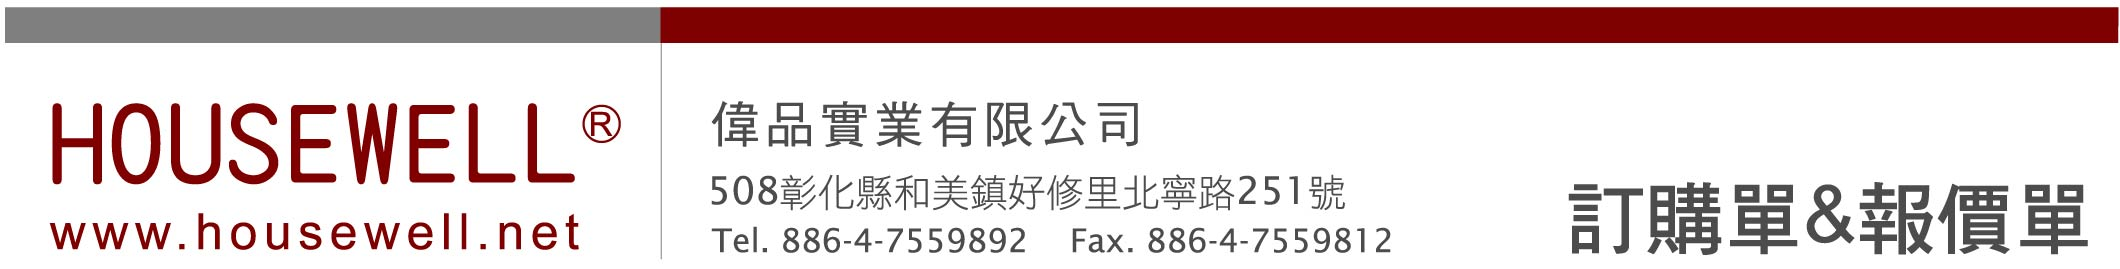 HOUSEWELL®
www.housewell.net
偉品實業有限公司
508彰化縣和美鎮好修里北寧路251號
Tel. 886-4-7559892 Fax. 886-4-7559812
訂購單&報價單